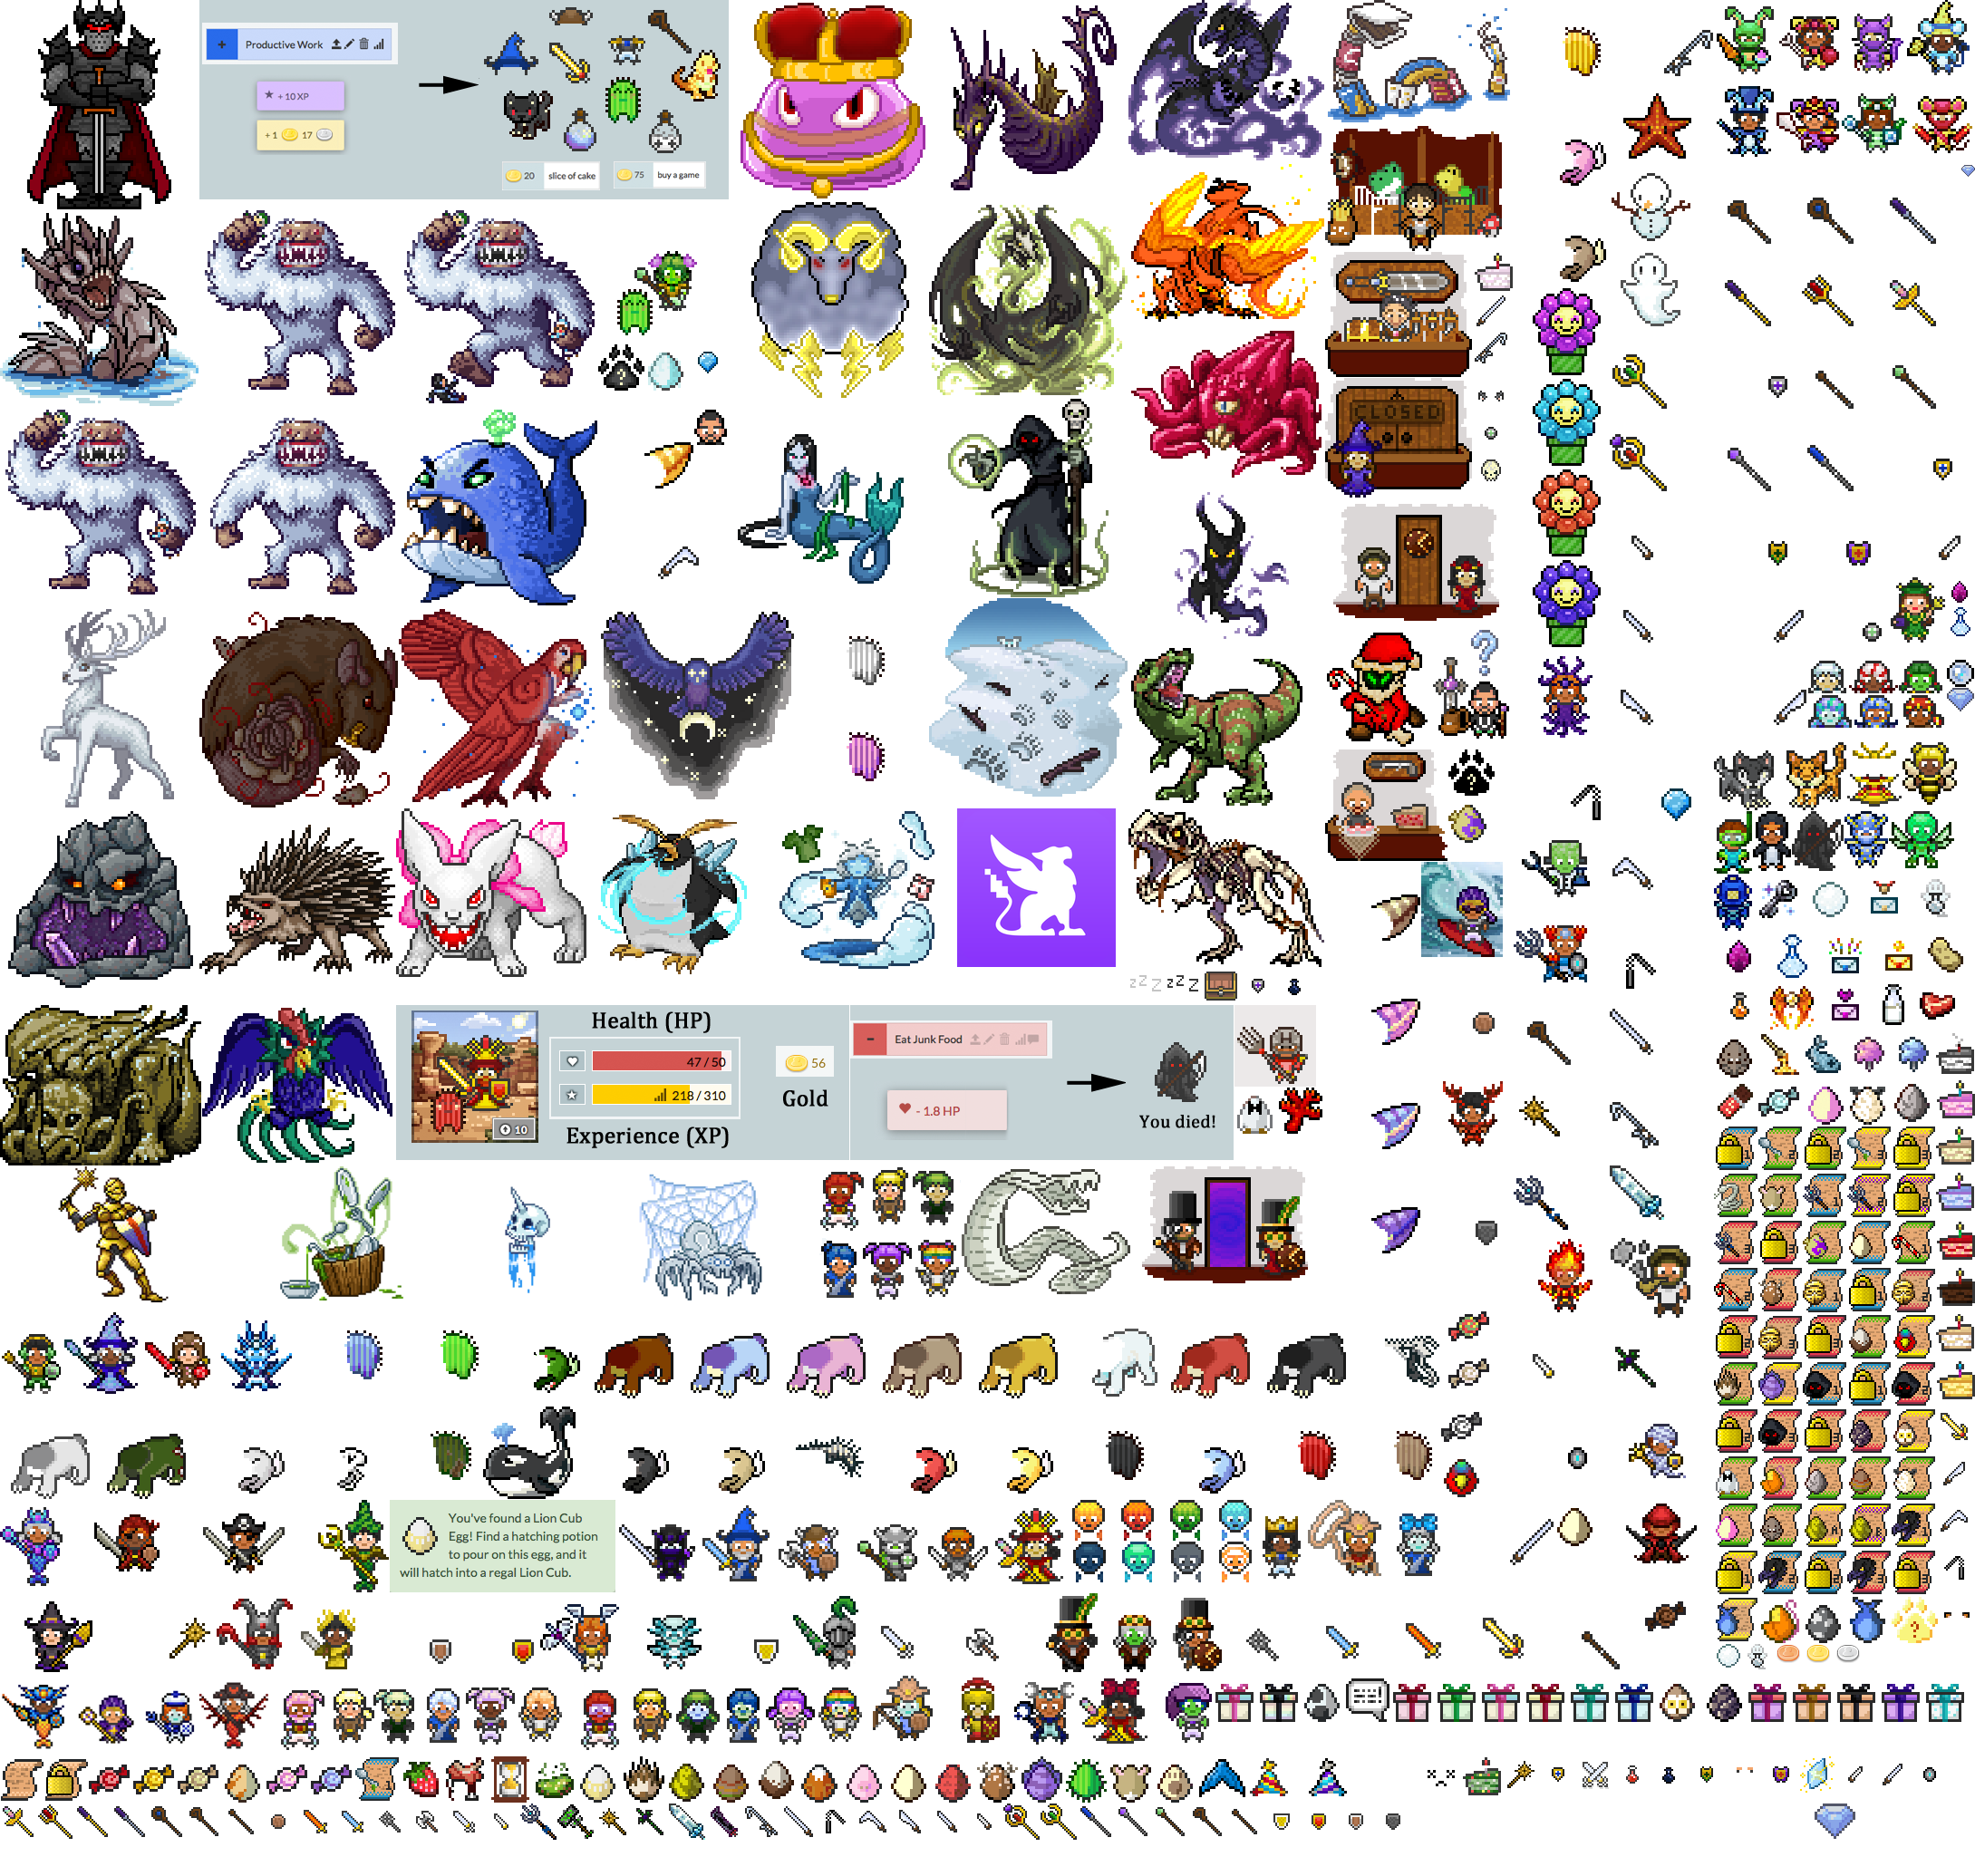 Productive Work
+ 10 XP
+ 1 17
20 slice of cake
75 buy a game
CLOSED
Health (HP)
47 / 50
218 / 310
10
Experience (XP)
56
Gold
Eat Junk Food
- 1.8 HP
You died!
You've found a Lion Cub
Egg! Find a hatching potion
to pour on this egg, and it
will hatch into a regal Lion Cub.